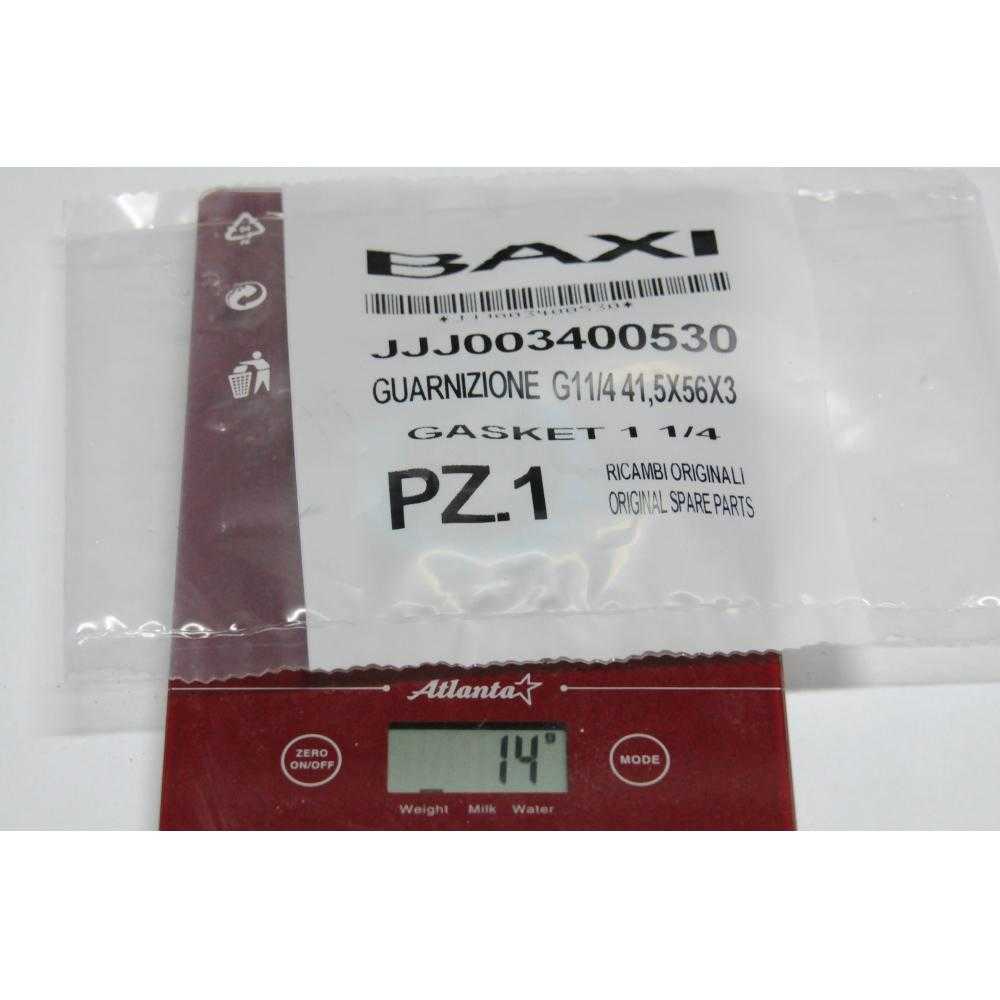 BAXI
*JJJ003400530*
JJJ003400530
GUARNIZIONE G11/4 41,5X56X3
GASKET 1 1/4
PZ.1
RICAMBI ORIGINALI
ORIGINAL SPARE PARTS
Atlanta
ZERO
ON/OFF
14 g
MODE
Weight Milk Water